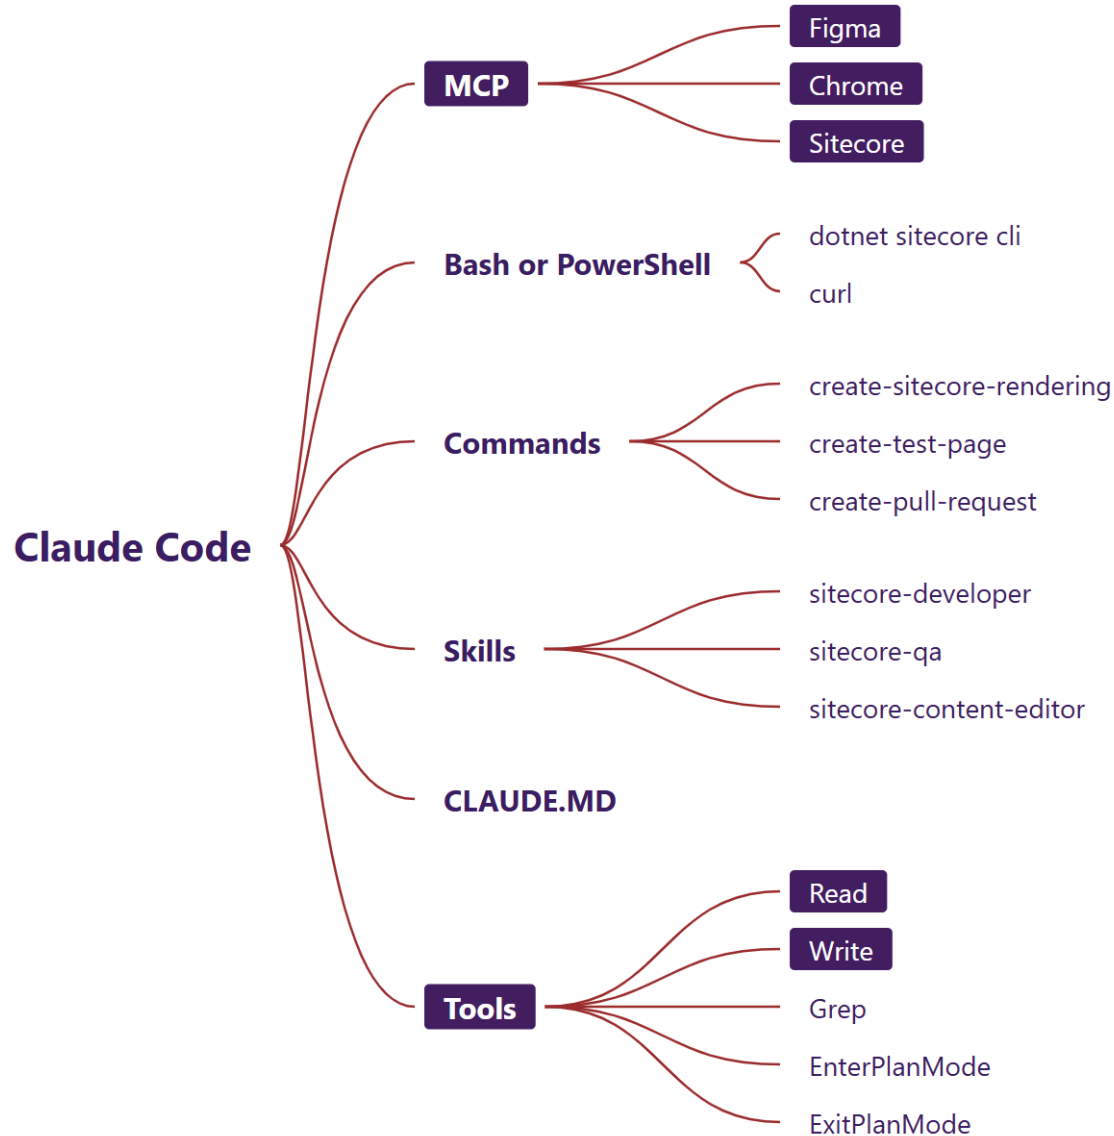 Claude Code
MCP
Figma
Chrome
Sitecore
Bash or PowerShell
dotnet sitecore cli
curl
Commands
create-sitecore-rendering
create-test-page
create-pull-request
Skills
sitecore-developer
sitecore-qa
sitecore-content-editor
CLAUDE.MD
Tools
Read
Write
Grep
EnterPlanMode
ExitPlanMode